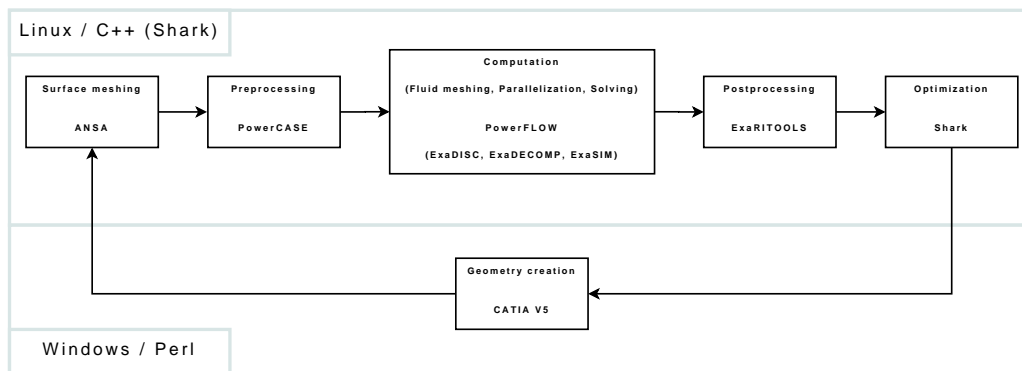 Linux / C++ (Shark)
Surface meshing
ANSA
Preprocessing
PowerCASE
Computation
(Fluid meshing, Parallelization, Solving)
PowerFLOW
(ExaDISC, ExaDECOMP, ExaSIM)
Postprocessing
ExaRITOOLS
Optimization
Shark
Geometry creation
CATIA V5
Windows / Perl